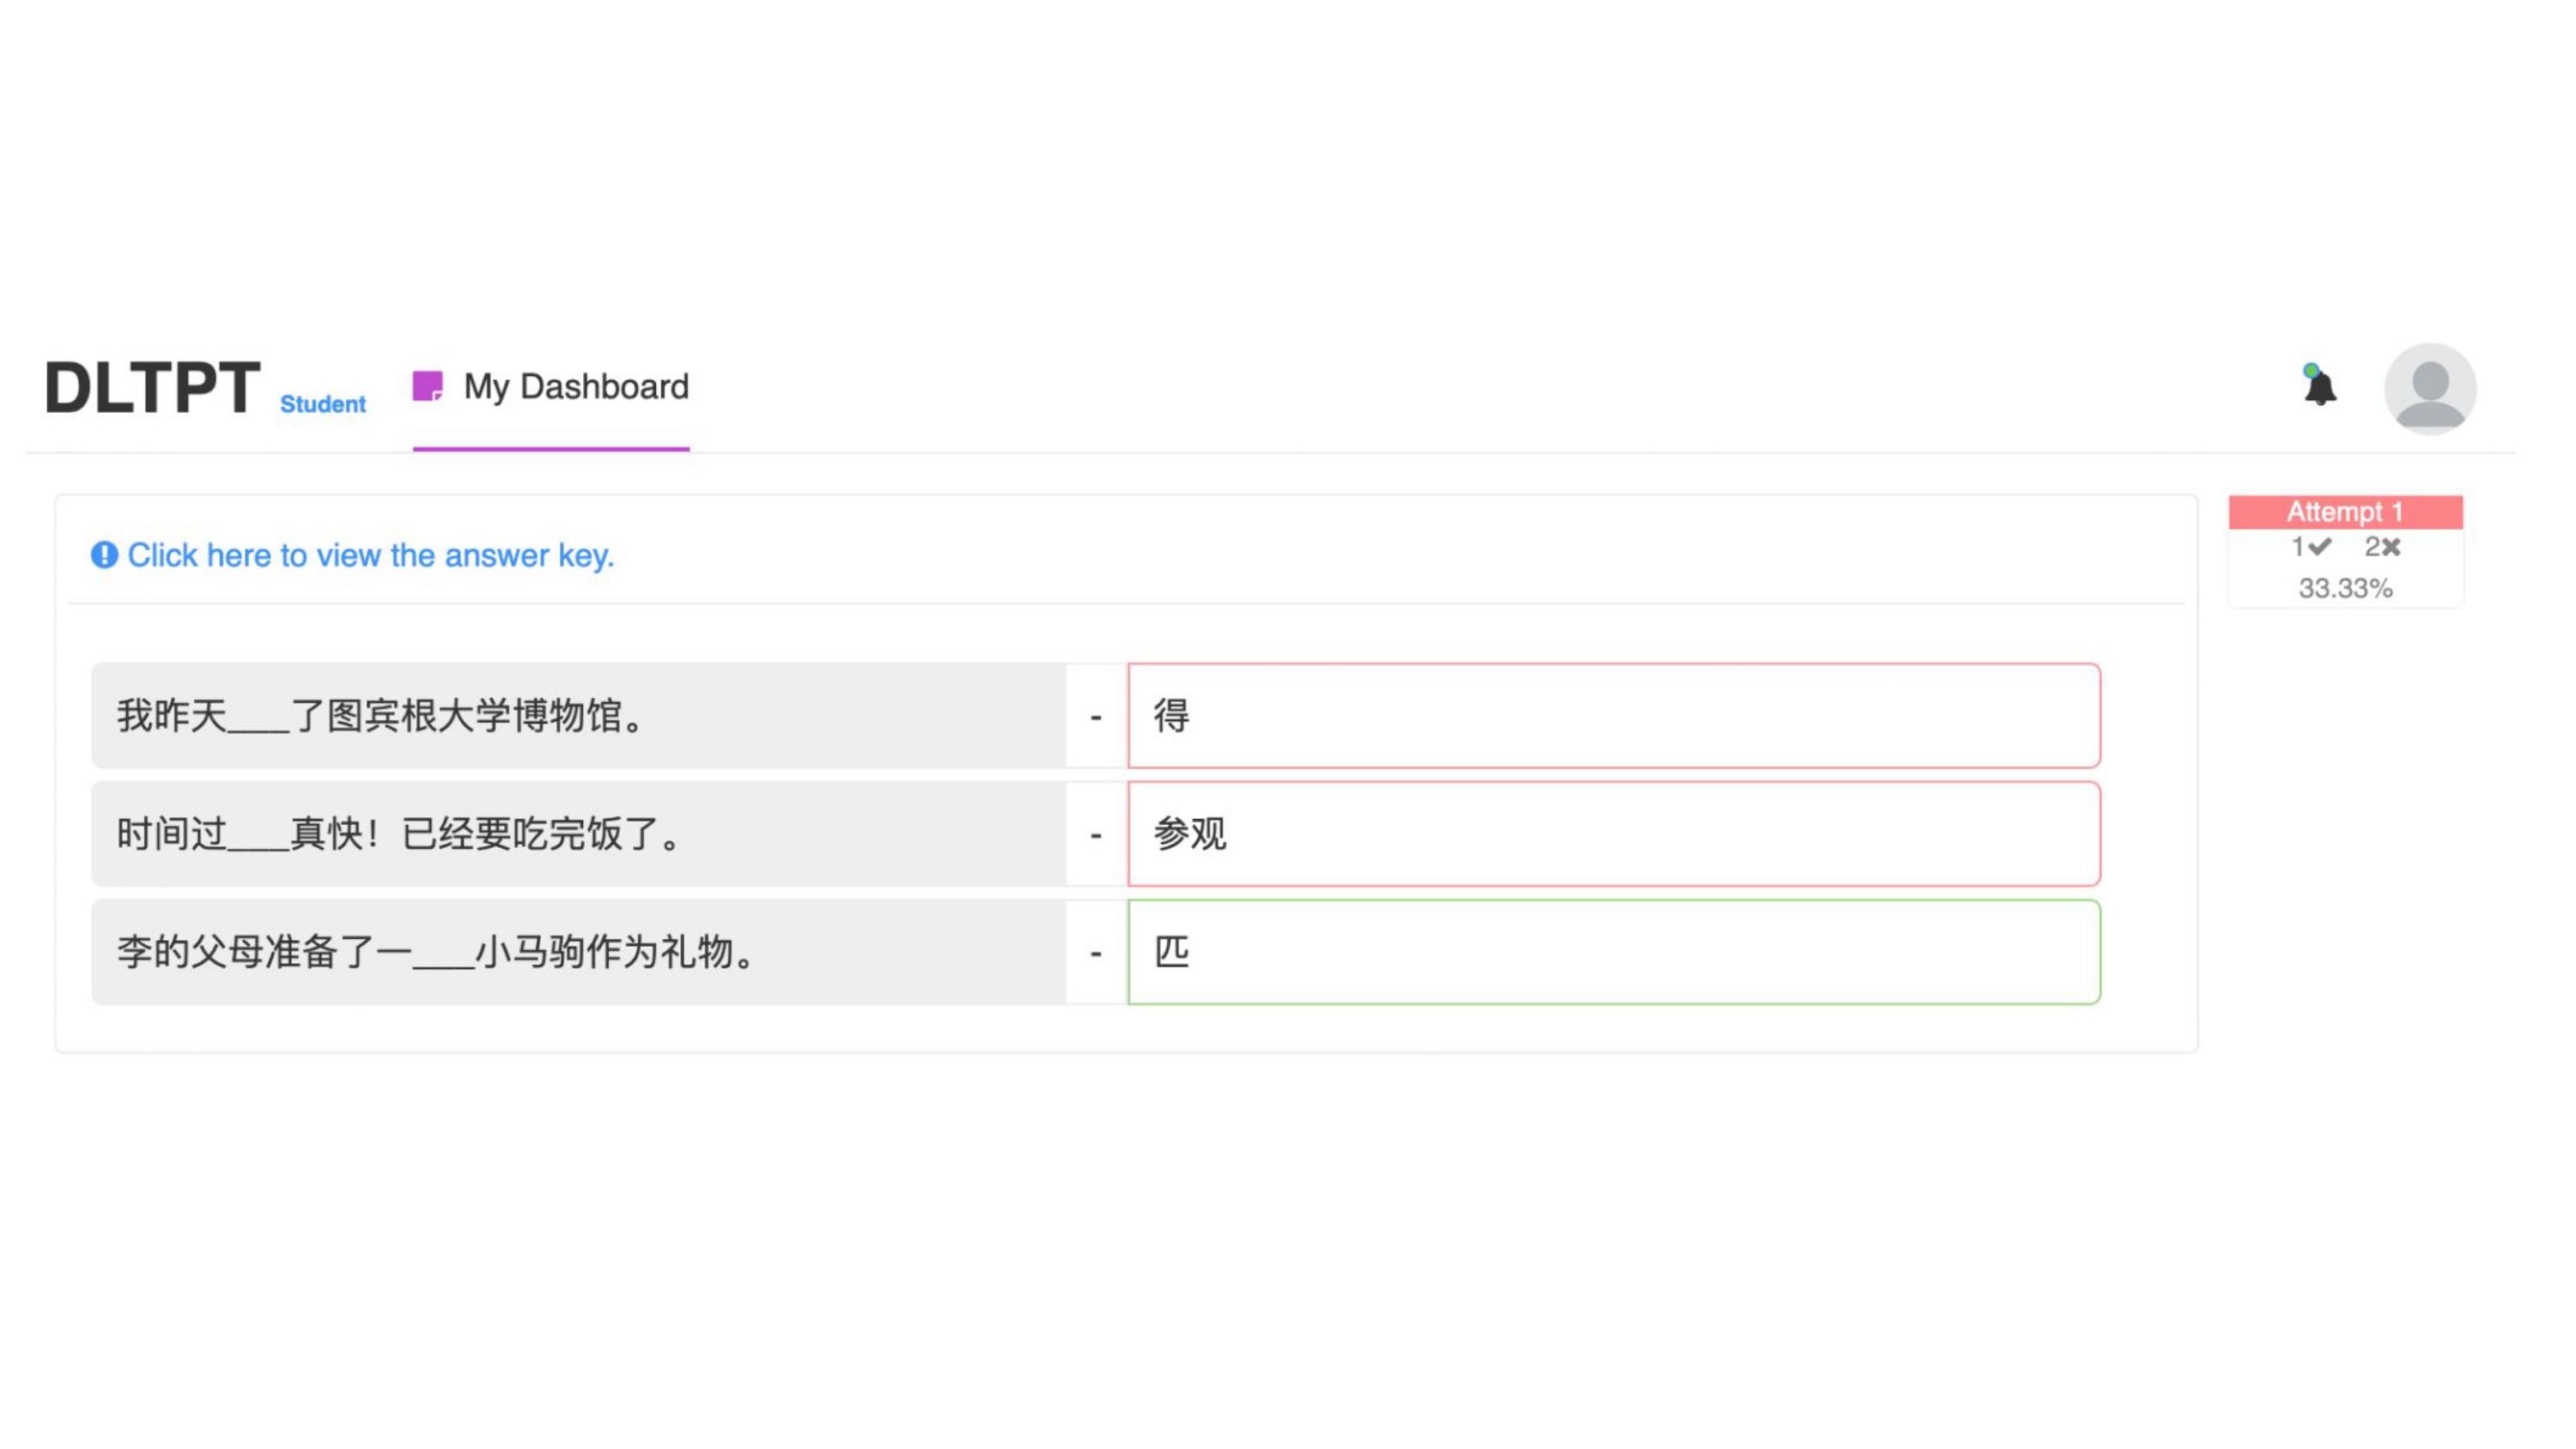 DLTPT Student My Dashboard
Attempt 1
Click here to view the answer key.
1✔ 2✖
33.33%
我昨天___了图宾根大学博物馆。 - 得
时间过___真快！已经要吃完饭了。 - 参观
李的父母准备了一___小马驹作为礼物。 - 匹